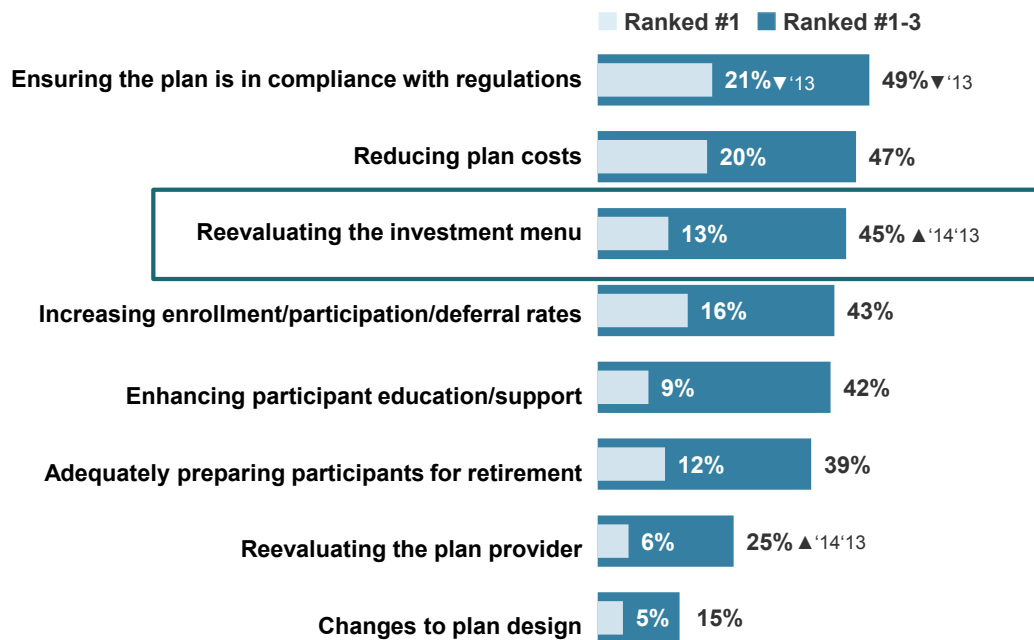 Ranked #1 Ranked #1-3
Ensuring the plan is in compliance with regulations 21%▼‘13 49%▼‘13
Reducing plan costs 20% 47%
Reevaluating the investment menu 13% 45%▲‘14‘13
Increasing enrollment/participation/deferral rates 16% 43%
Enhancing participant education/support 9% 42%
Adequately preparing participants for retirement 12% 39%
Reevaluating the plan provider 6% 25%▲‘14‘13
Changes to plan design 5% 15%